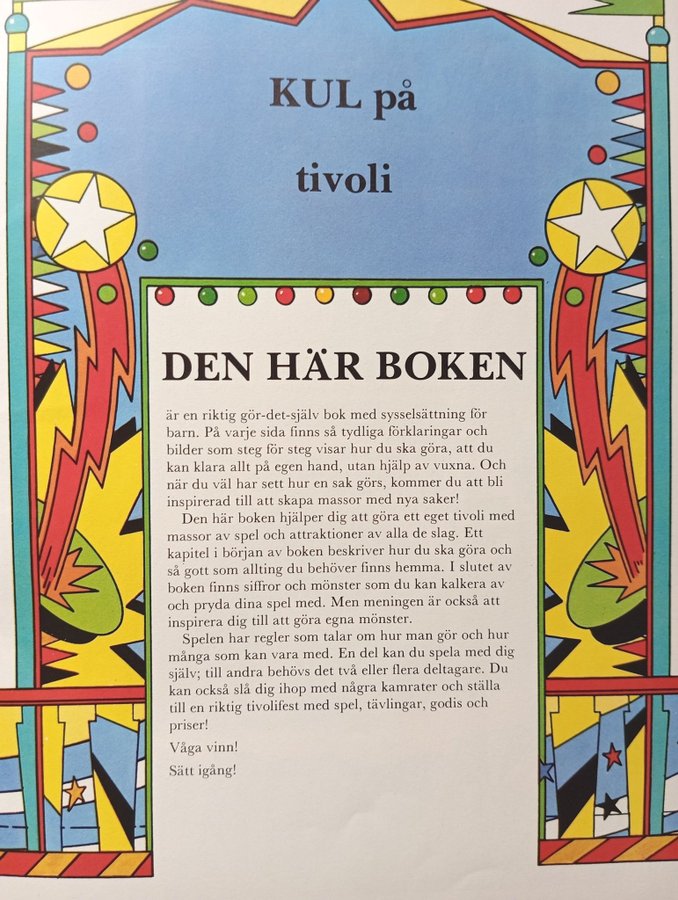 KUL på
tivoli
DEN HÄR BOKEN
är en riktig gör-det-själv bok med sysselsättning för
barn. På varje sida finns så tydliga förklaringar och
bilder som steg för steg visar hur du ska göra, att du
kan klara allt på egen hand, utan hjälp av vuxna. Och
när du väl har sett hur en sak görs, kommer du att bli
inspirerad till att skapa massor med nya saker!
Den här boken hjälper dig att göra ett eget tivoli med
massor av spel och attraktioner av alla de slag. Ett
kapitel i början av boken beskriver hur du ska göra och
så gott som allting du behöver finns hemma. I slutet av
boken finns siffror och mönster som du kan kalkera av
och pryda dina spel med. Men meningen är också att
inspirera dig till att göra egna mönster.
Spelen har regler som talar om hur man gör och hur
många som kan vara med. En del kan du spela med dig
själv; till andra behövs det två eller flera deltagare. Du
kan också slå dig ihop med några kamrater och ställa
till en riktig tivolifest med spel, tävlingar, godis och
priser!
Våga vinn!
Sätt igång!